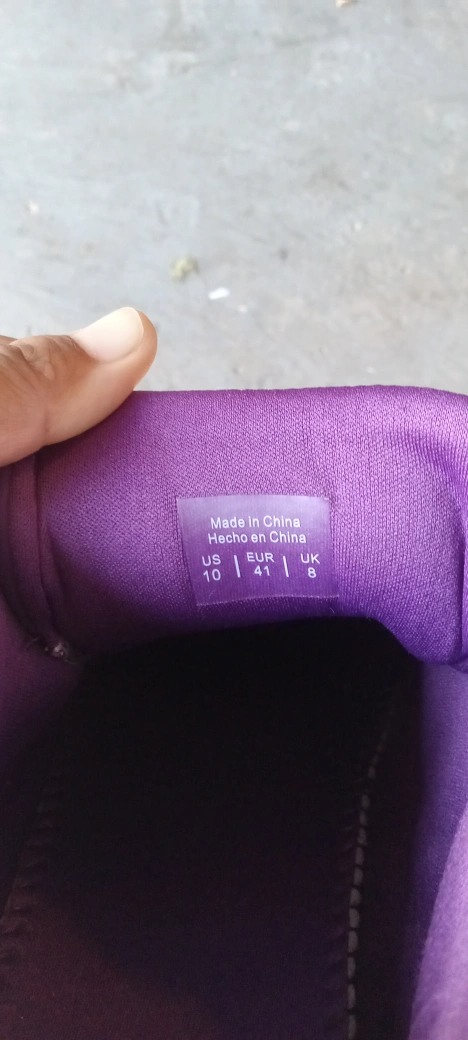 Made in China
Hecho en China
US | EUR | UK
10 | 41 | 8